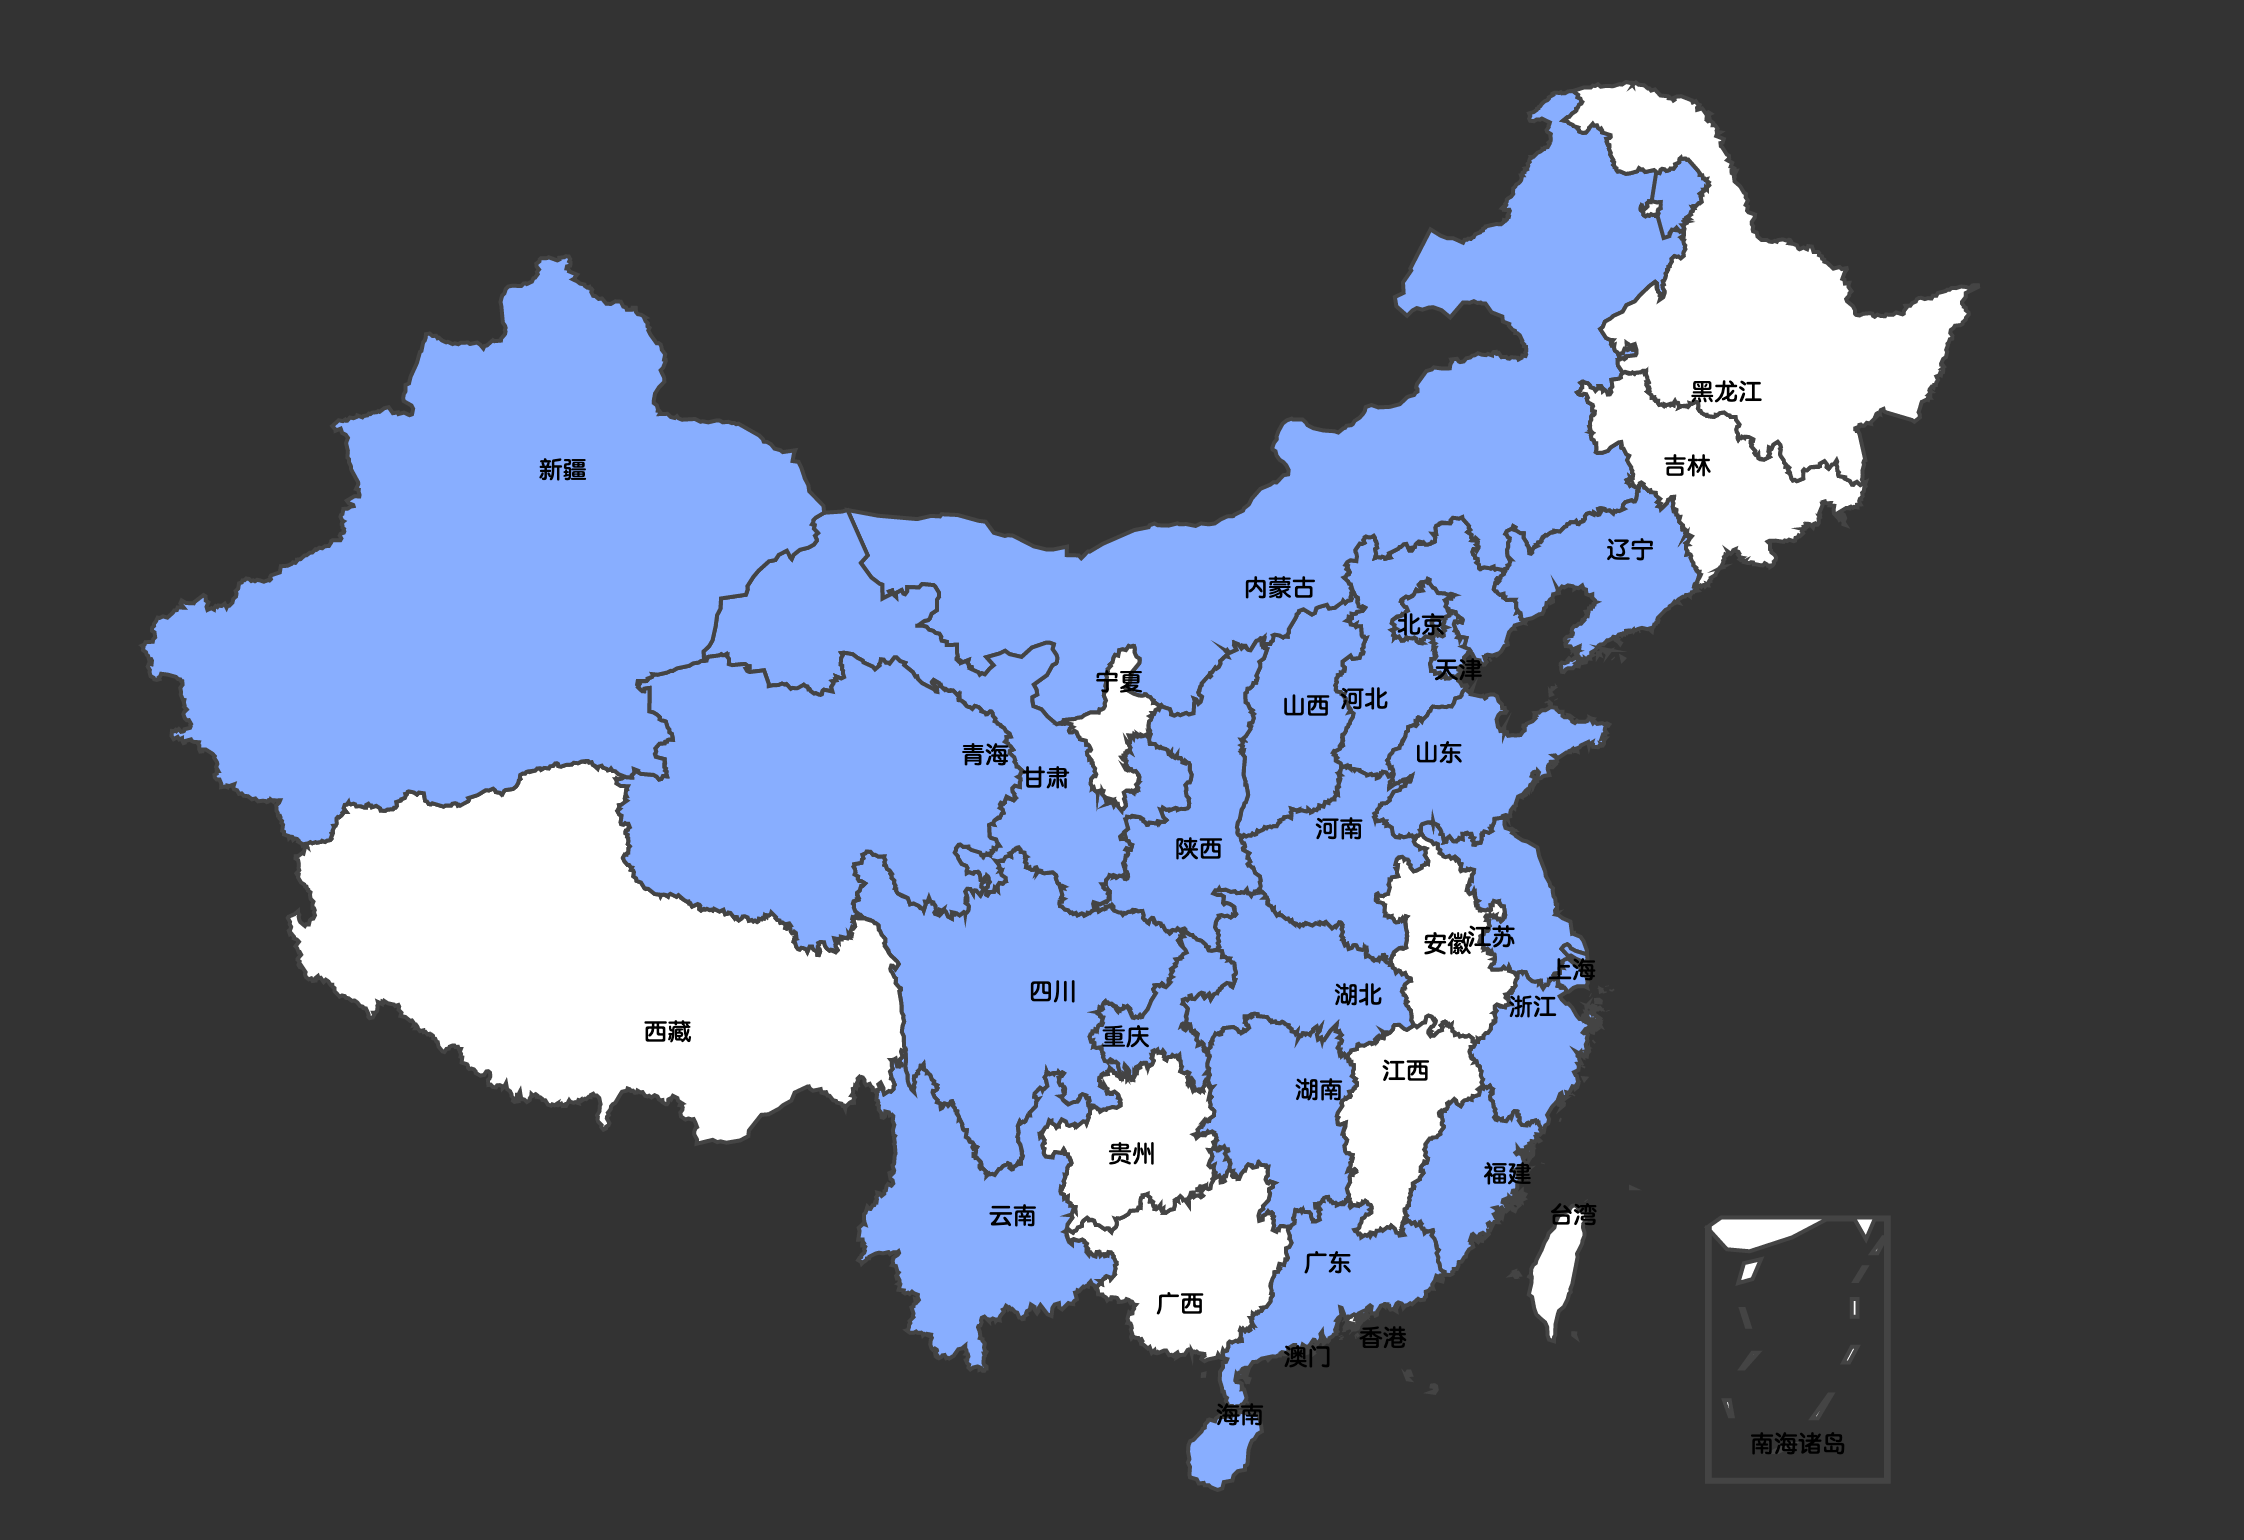 黑龙江
吉林
新疆
辽宁
内蒙古
北京
天津
宁夏
山西
河北
青海
甘肃
山东
河南
陕西
安徽
江苏
上海
四川
湖北
浙江
西藏
重庆
江西
湖南
贵州
福建
云南
台湾
广东
广西
香港
澳门
海南
南海诸岛